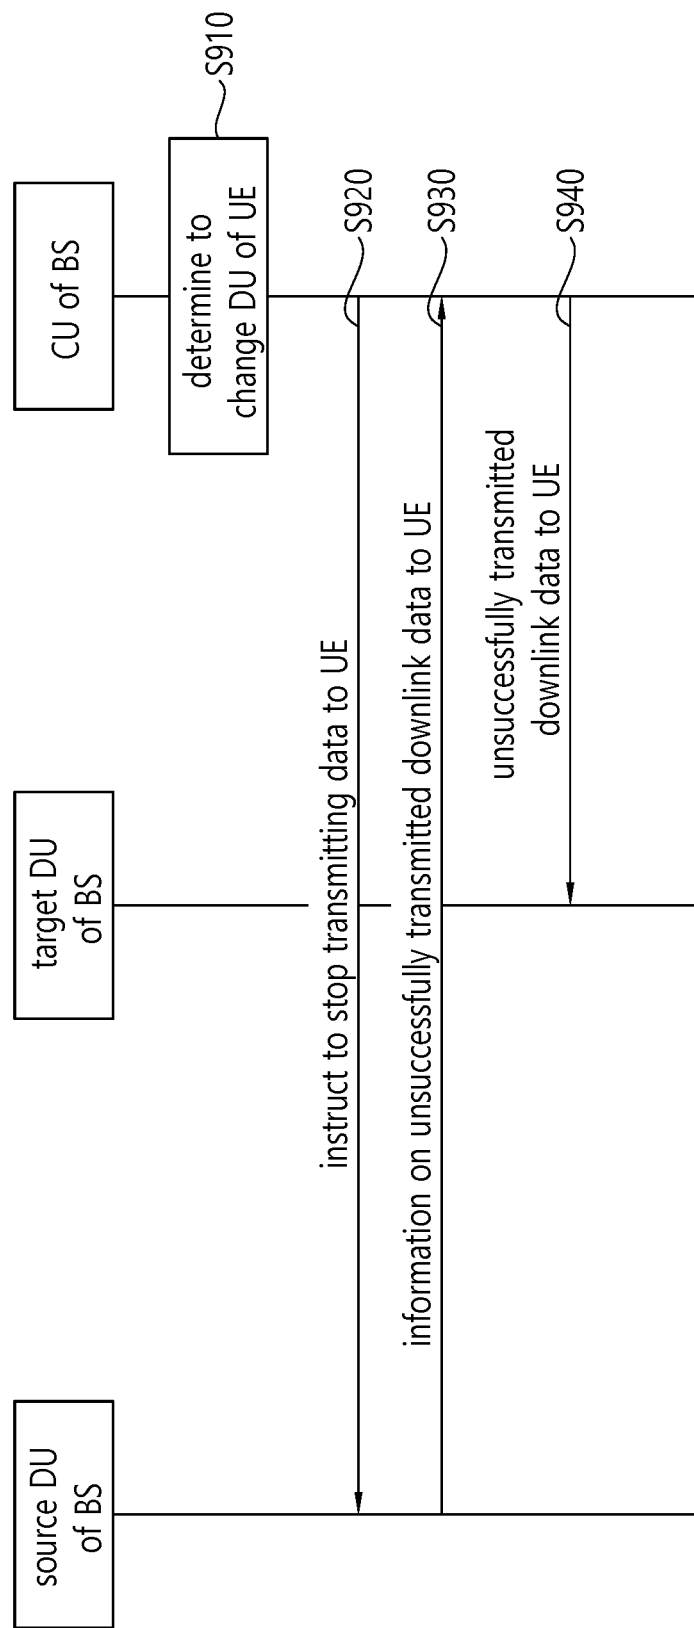 source DU
of BS
target DU
of BS
CU of BS
determine to
change DU of UE
S910
instruct to stop transmitting data to UE
S920
information on unsuccessfully transmitted downlink data to UE
S930
unsuccessfully transmitted
downlink data to UE
S940